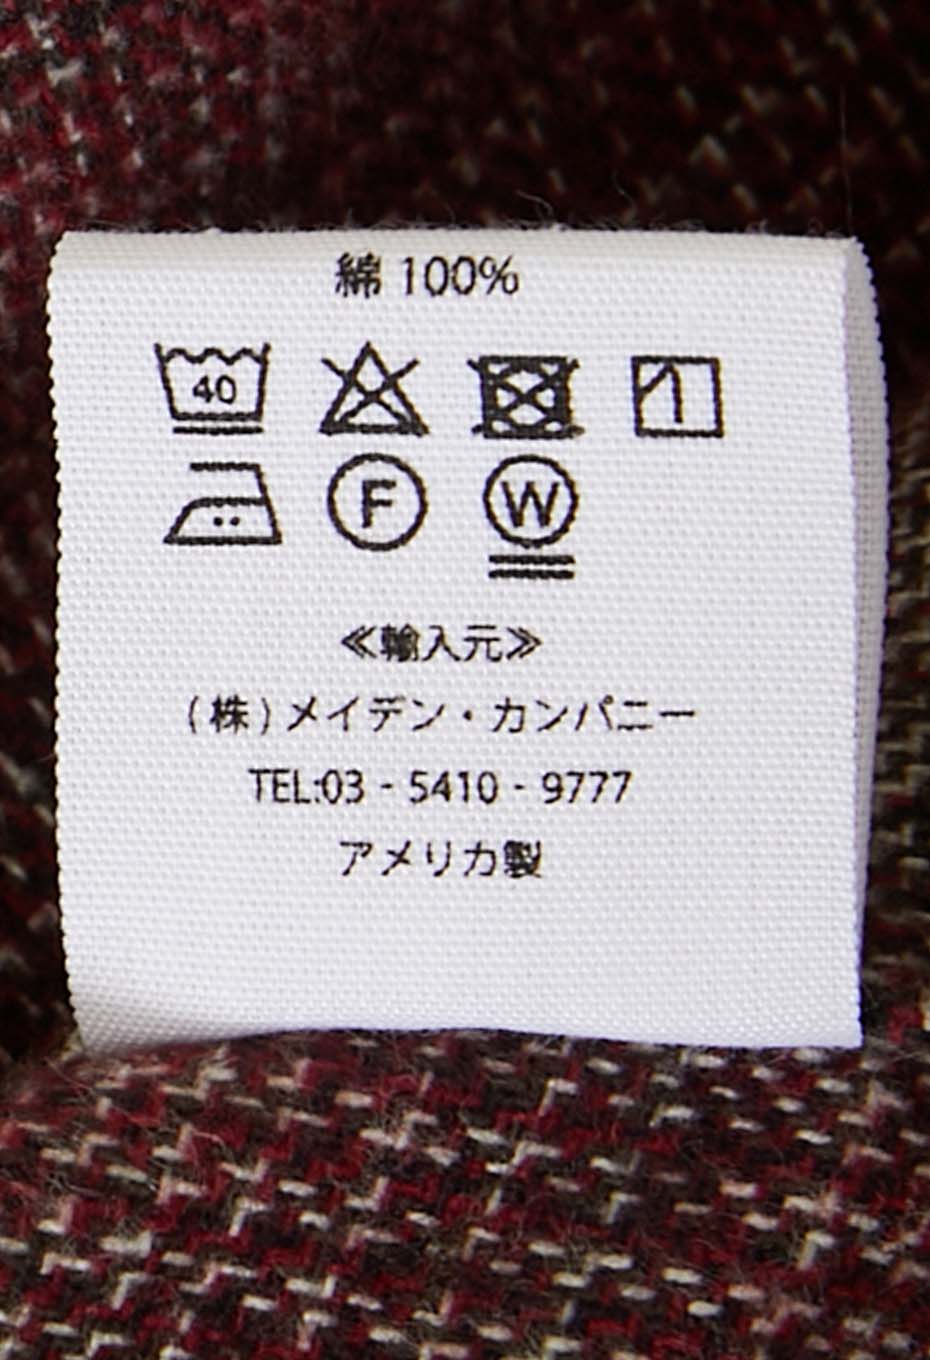 綿 100%
40
F W
≪輸入元≫
(株)メイデン・カンパニー
TEL:03 - 5410 - 9777
アメリカ製